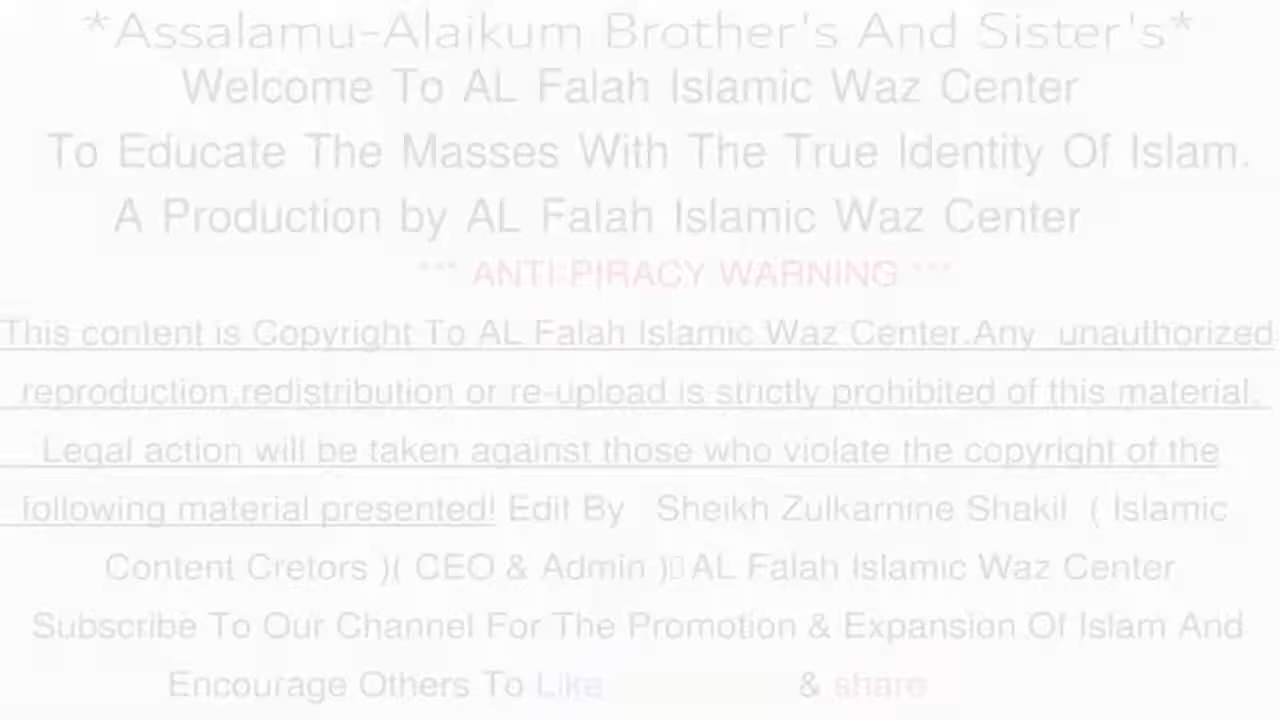 *Assalamu-Alaikum Brother's And Sister's*
Welcome To AL Falah Islamic Waz Center
To Educate The Masses With The True Identity Of Islam.
A Production by AL Falah Islamic Waz Center
*** ANTI-PIRACY WARNING ***
This content is Copyright To AL Falah Islamic Waz Center.Any unauthorized
reproduction,redistribution or re-upload is strictly prohibited of this material.
Legal action will be taken against those who violate the copyright of the
following material presented! Edit By Sheikh Zulkarnine Shakil ( Islamic
Content Cretors )( CEO & Admin ) AL Falah Islamic Waz Center
Subscribe To Our Channel For The Promotion & Expansion Of Islam And
Encourage Others To Like & share